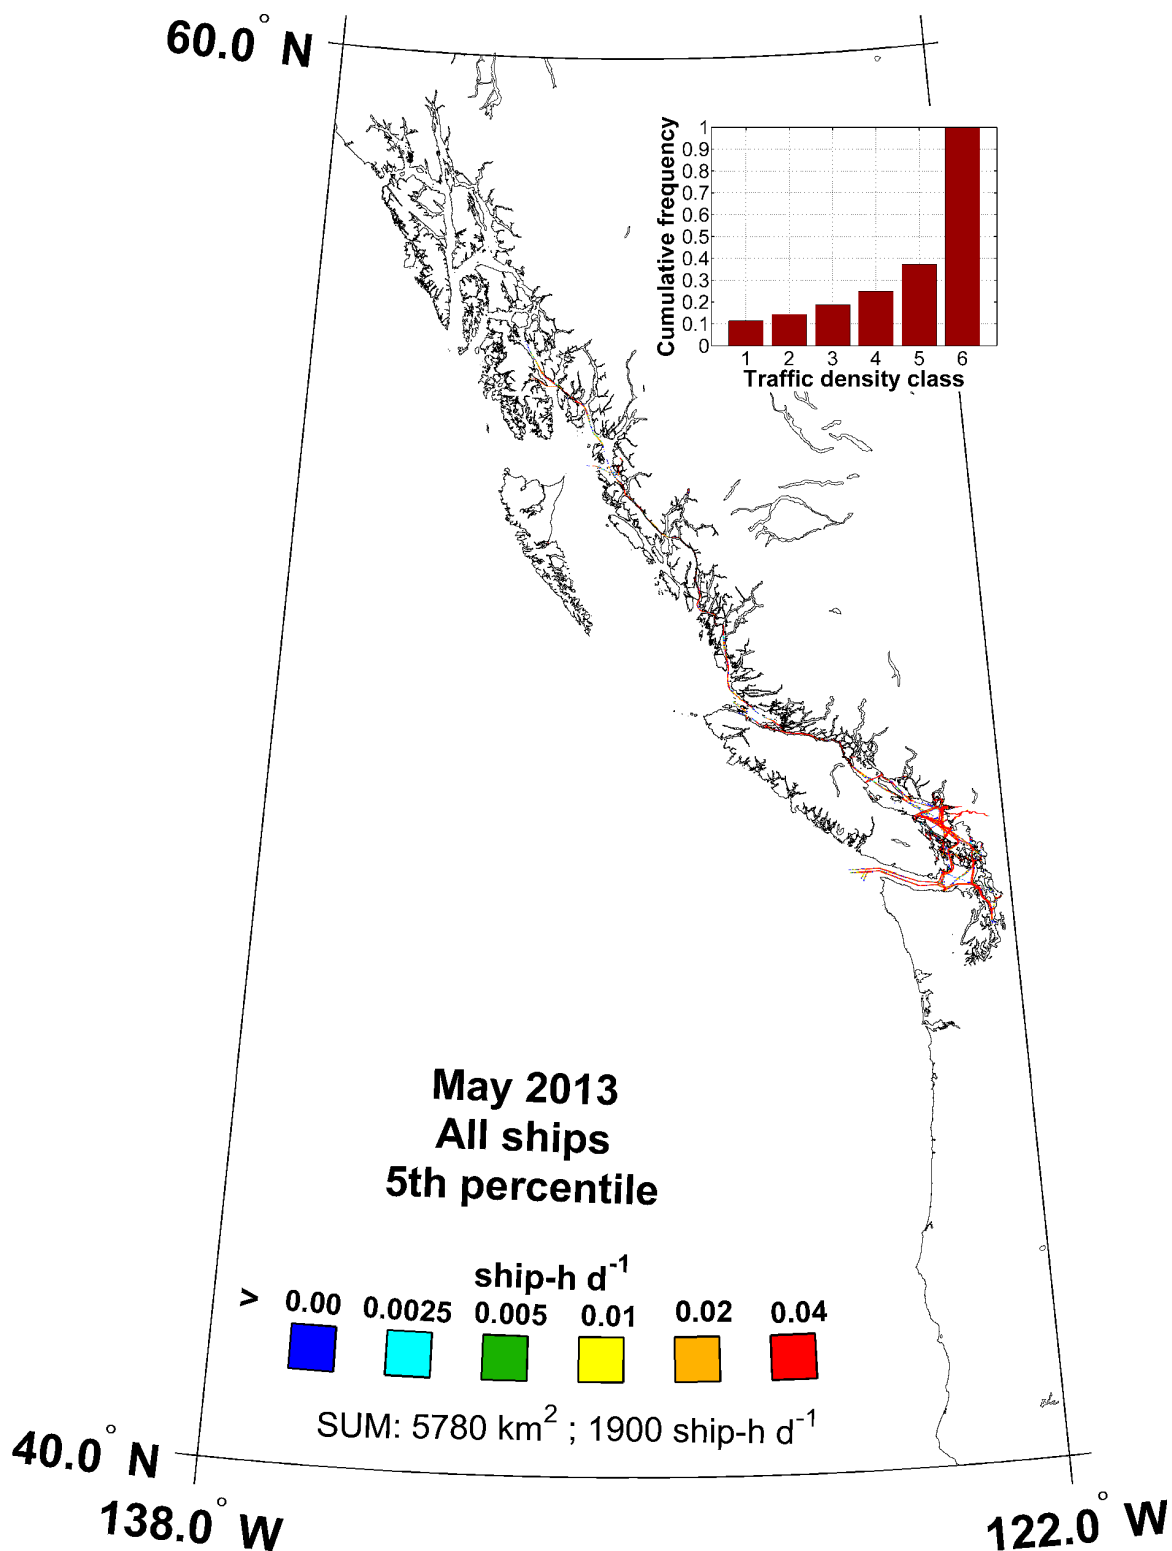 60.0° N
Cumulative frequency
1
0.9
0.8
0.7
0.6
0.5
0.4
0.3
0.2
0.1
0
1 2 3 4 5 6
Traffic density class
May 2013
All ships
5th percentile
ship-h d⁻¹
> 0.00 0.0025 0.005 0.01 0.02 0.04
SUM: 5780 km² ; 1900 ship-h d⁻¹
40.0° N
138.0° W
122.0° W